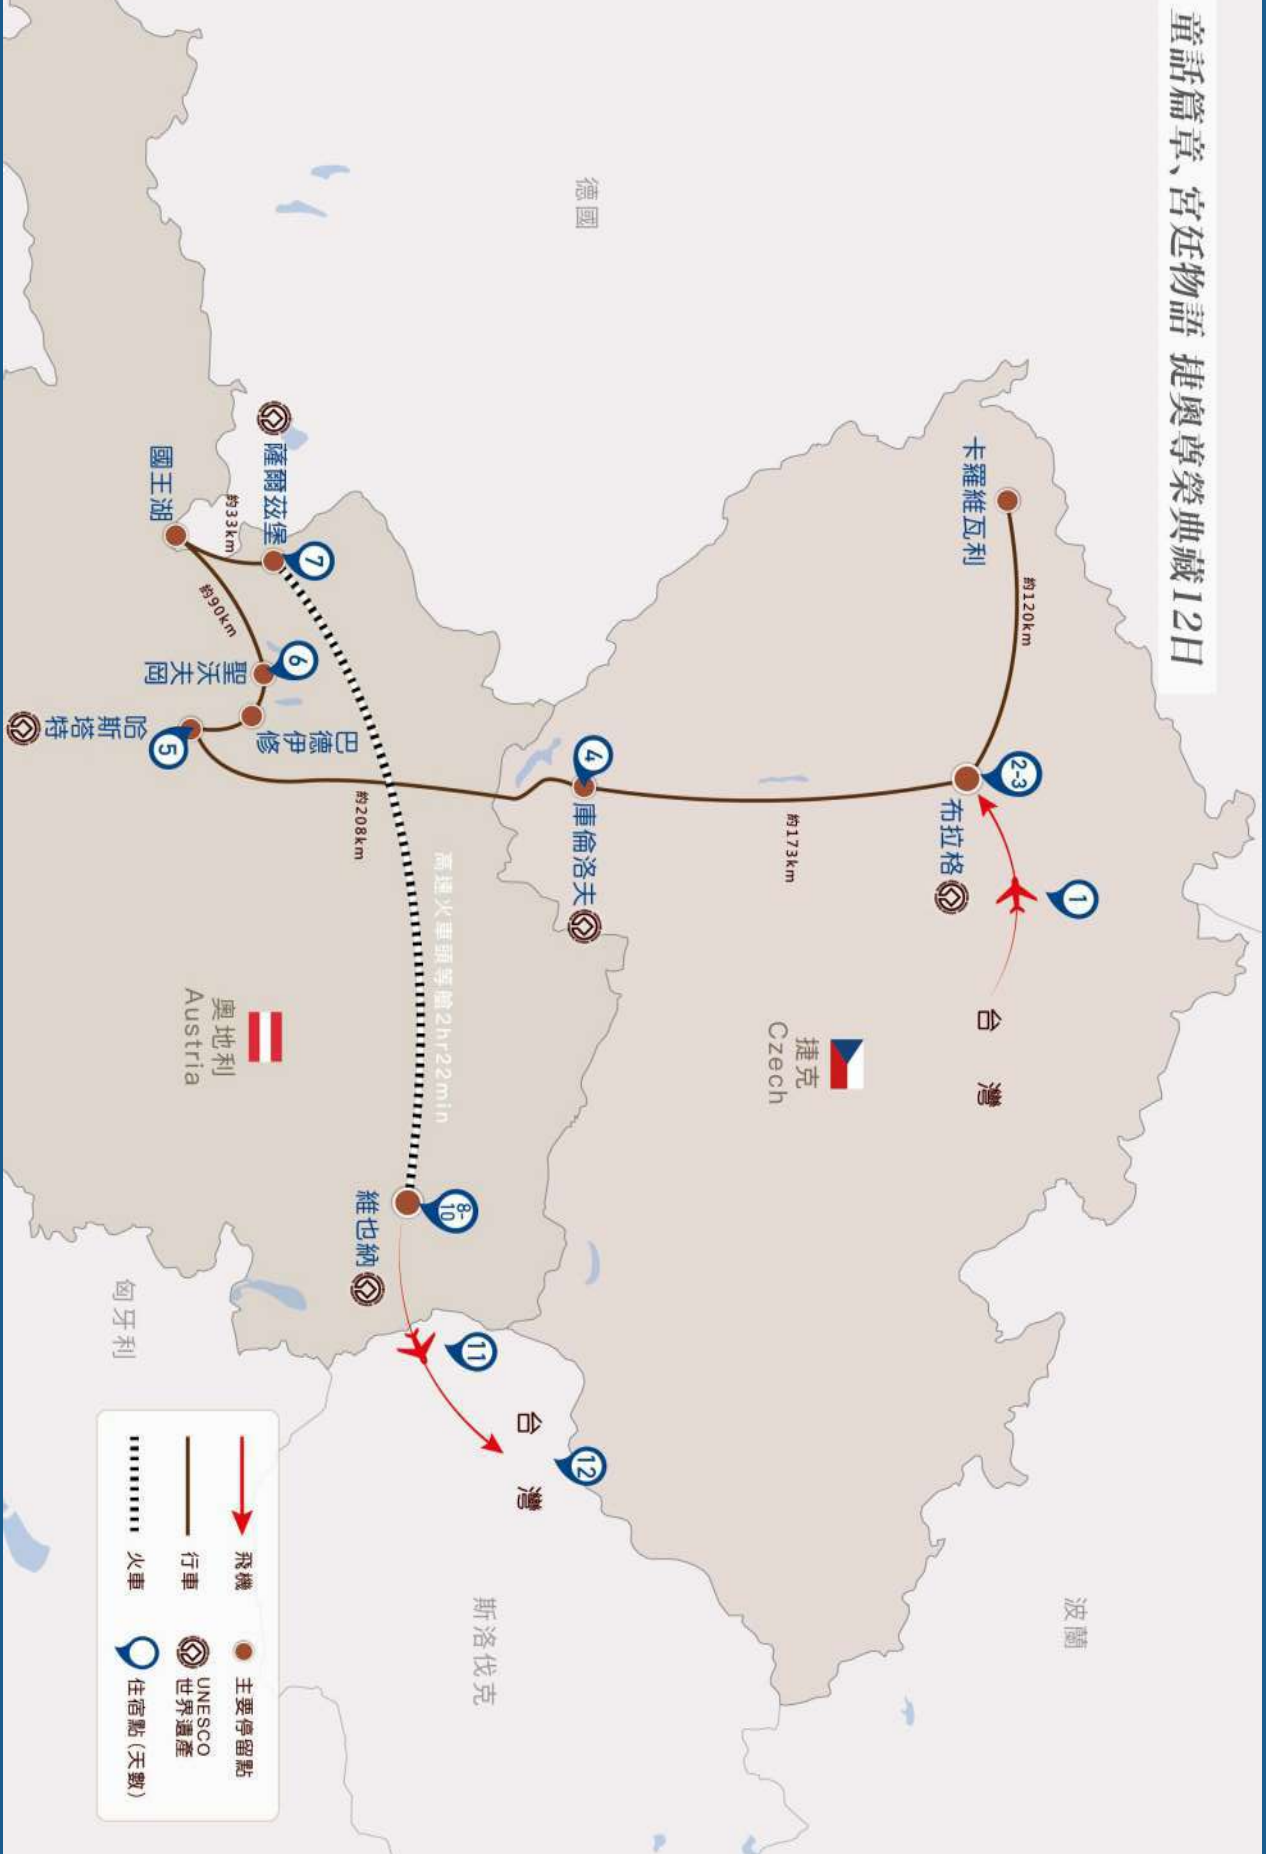 童話篇章、宮廷物語 捷奧尊榮典藏12日
德國
波蘭
卡羅維瓦利
約120km
2-3
布拉格
1
台灣
捷克
Czech
約173km
4
庫倫洛夫
約208km
薩爾茲堡
7
國王湖
約33km
約90km
6
聖沃夫岡
巴德伊修
5
哈斯塔特
高速火車頭等艙2hr22min
奧地利
Austria
8-10
維也納
11
台灣
12
斯洛伐克
匈牙利
飛機
行車
火車
主要停留點
UNESCO
世界遺產
住宿點(天數)